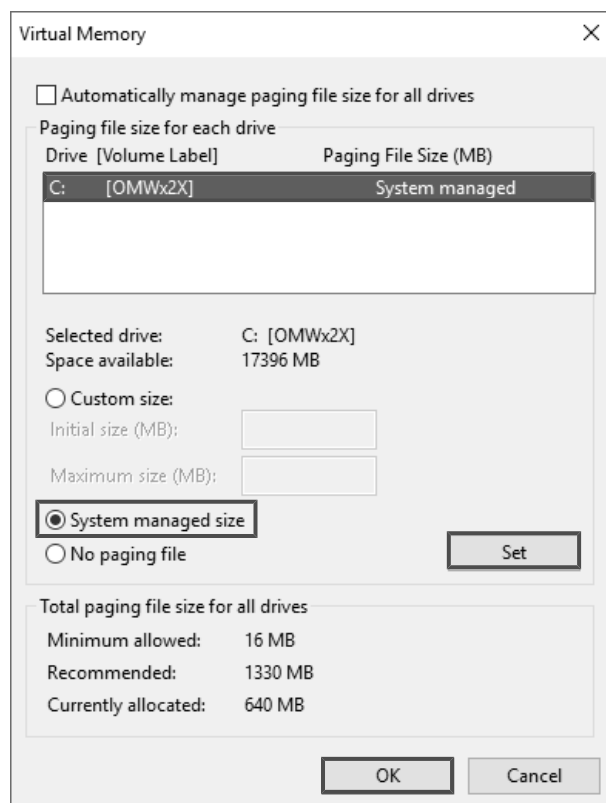 Virtual Memory
Automatically manage paging file size for all drives
Paging file size for each drive
Drive [Volume Label] Paging File Size (MB)
C: [OMWx2X] System managed
Selected drive: C: [OMWx2X]
Space available: 17396 MB
Custom size:
Initial size (MB):
Maximum size (MB):
System managed size
No paging file Set
Total paging file size for all drives
Minimum allowed: 16 MB
Recommended: 1330 MB
Currently allocated: 640 MB
OK Cancel